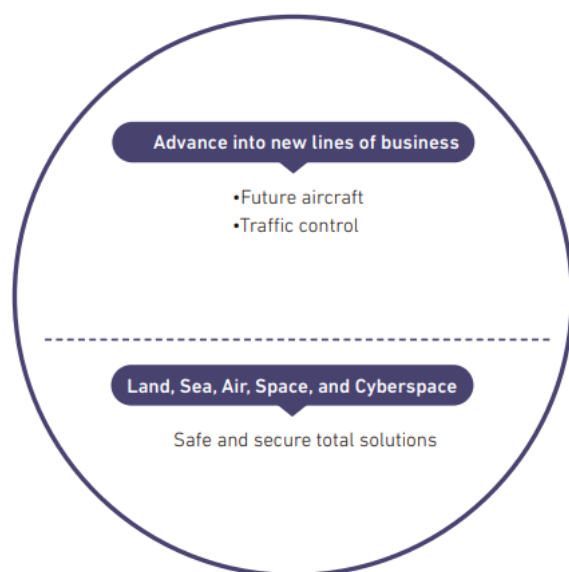 Advance into new lines of business
•Future aircraft
•Traffic control
Land, Sea, Air, Space, and Cyberspace
Safe and secure total solutions